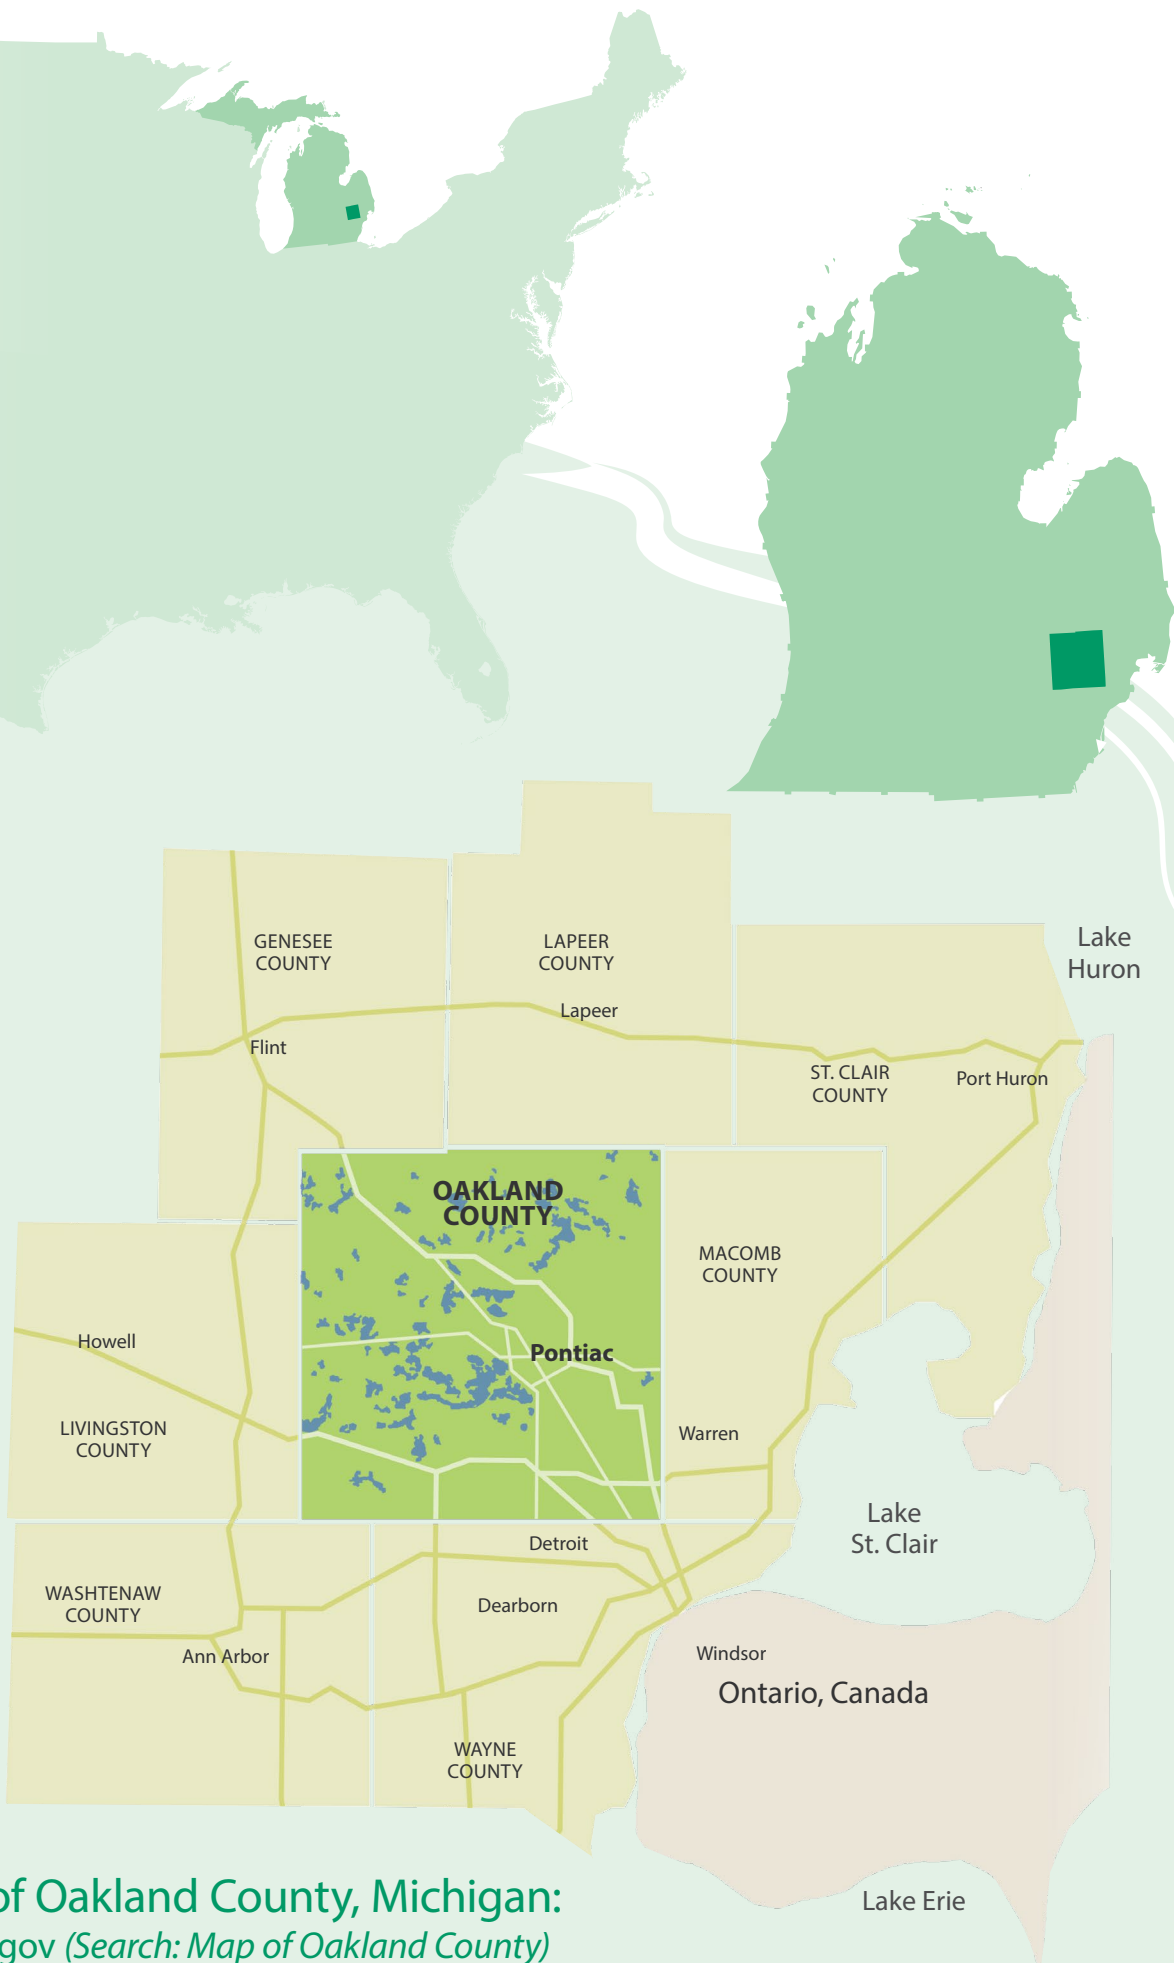 GENESEE
COUNTY
LAPEER
COUNTY
Lake
Huron
Lapeer
Flint
ST. CLAIR
COUNTY
Port Huron
OAKLAND
COUNTY
MACOMB
COUNTY
Howell
Pontiac
LIVINGSTON
COUNTY
Warren
Lake
St. Clair
Detroit
WASHTENAW
COUNTY
Dearborn
Ann Arbor
Windsor
Ontario, Canada
WAYNE
COUNTY
of Oakland County, Michigan:
Lake Erie
gov (Search: Map of Oakland County)